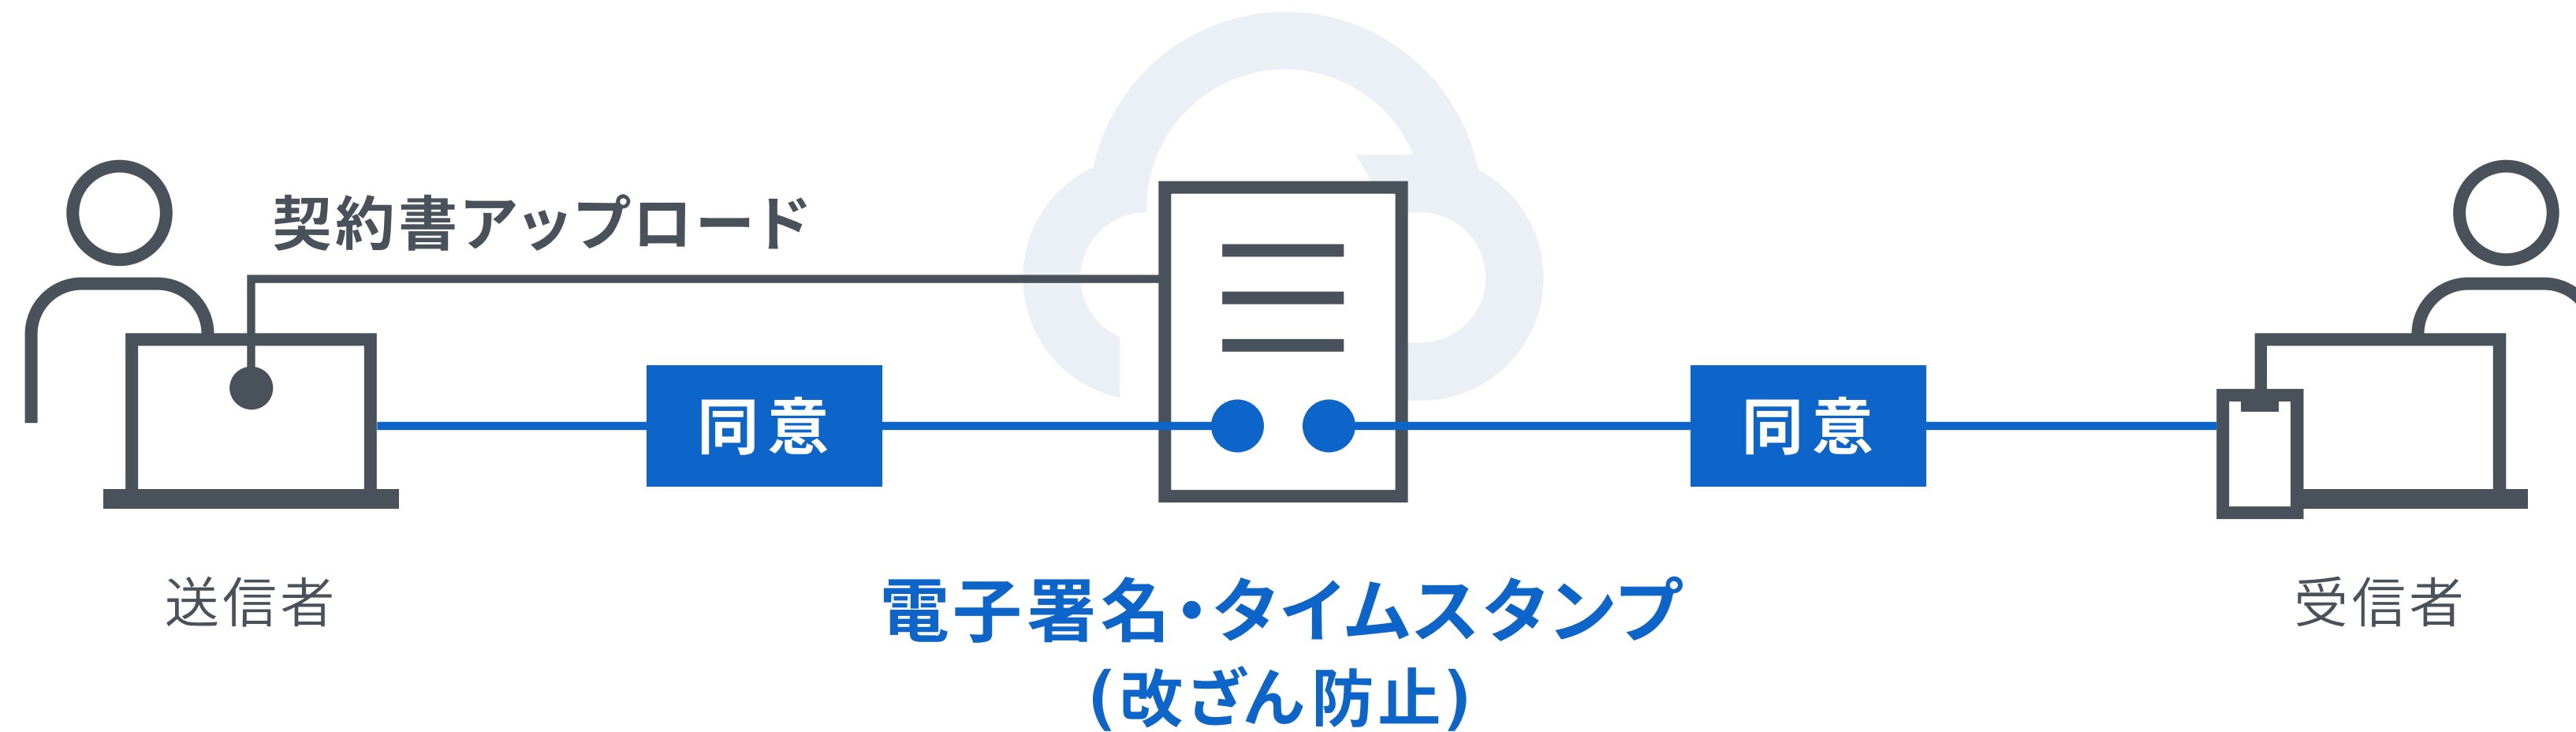 契約書アップロード
同意
同意
送信者
電子署名・タイムスタンプ
(改ざん防止)
受信者